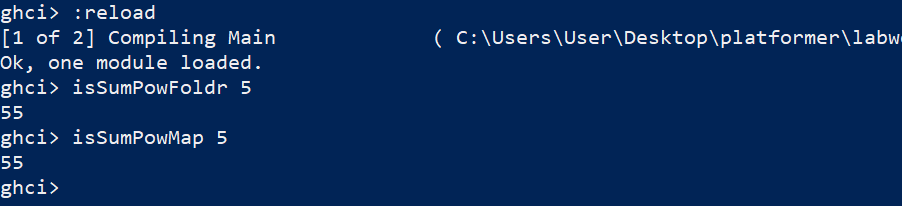 ghci> :reload
[1 of 2] Compiling Main             ( C:\Users\User\Desktop\platformer\labw
Ok, one module loaded.
ghci> isSumPowFoldr 5
55
ghci> isSumPowMap 5
55
ghci>